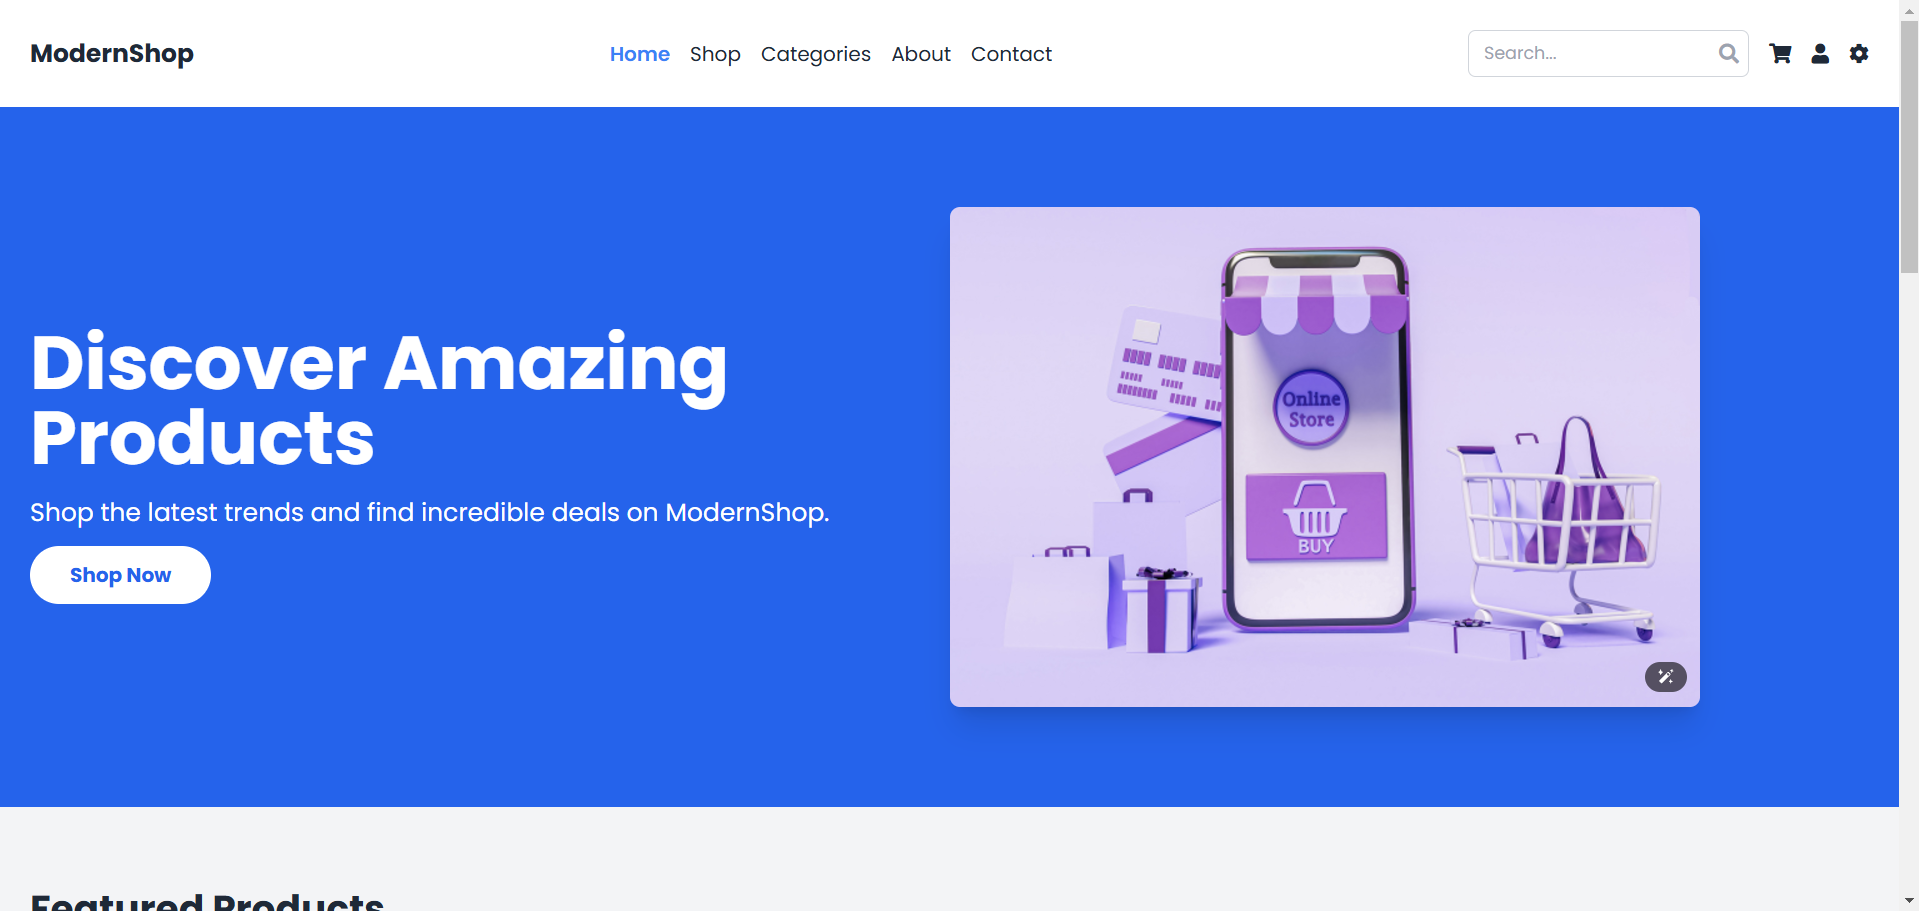 ModernShop
Home Shop Categories About Contact
Search...
Discover Amazing
Products
Shop the latest trends and find incredible deals on ModernShop.
Shop Now
Online
Store
BUY
Featured Products